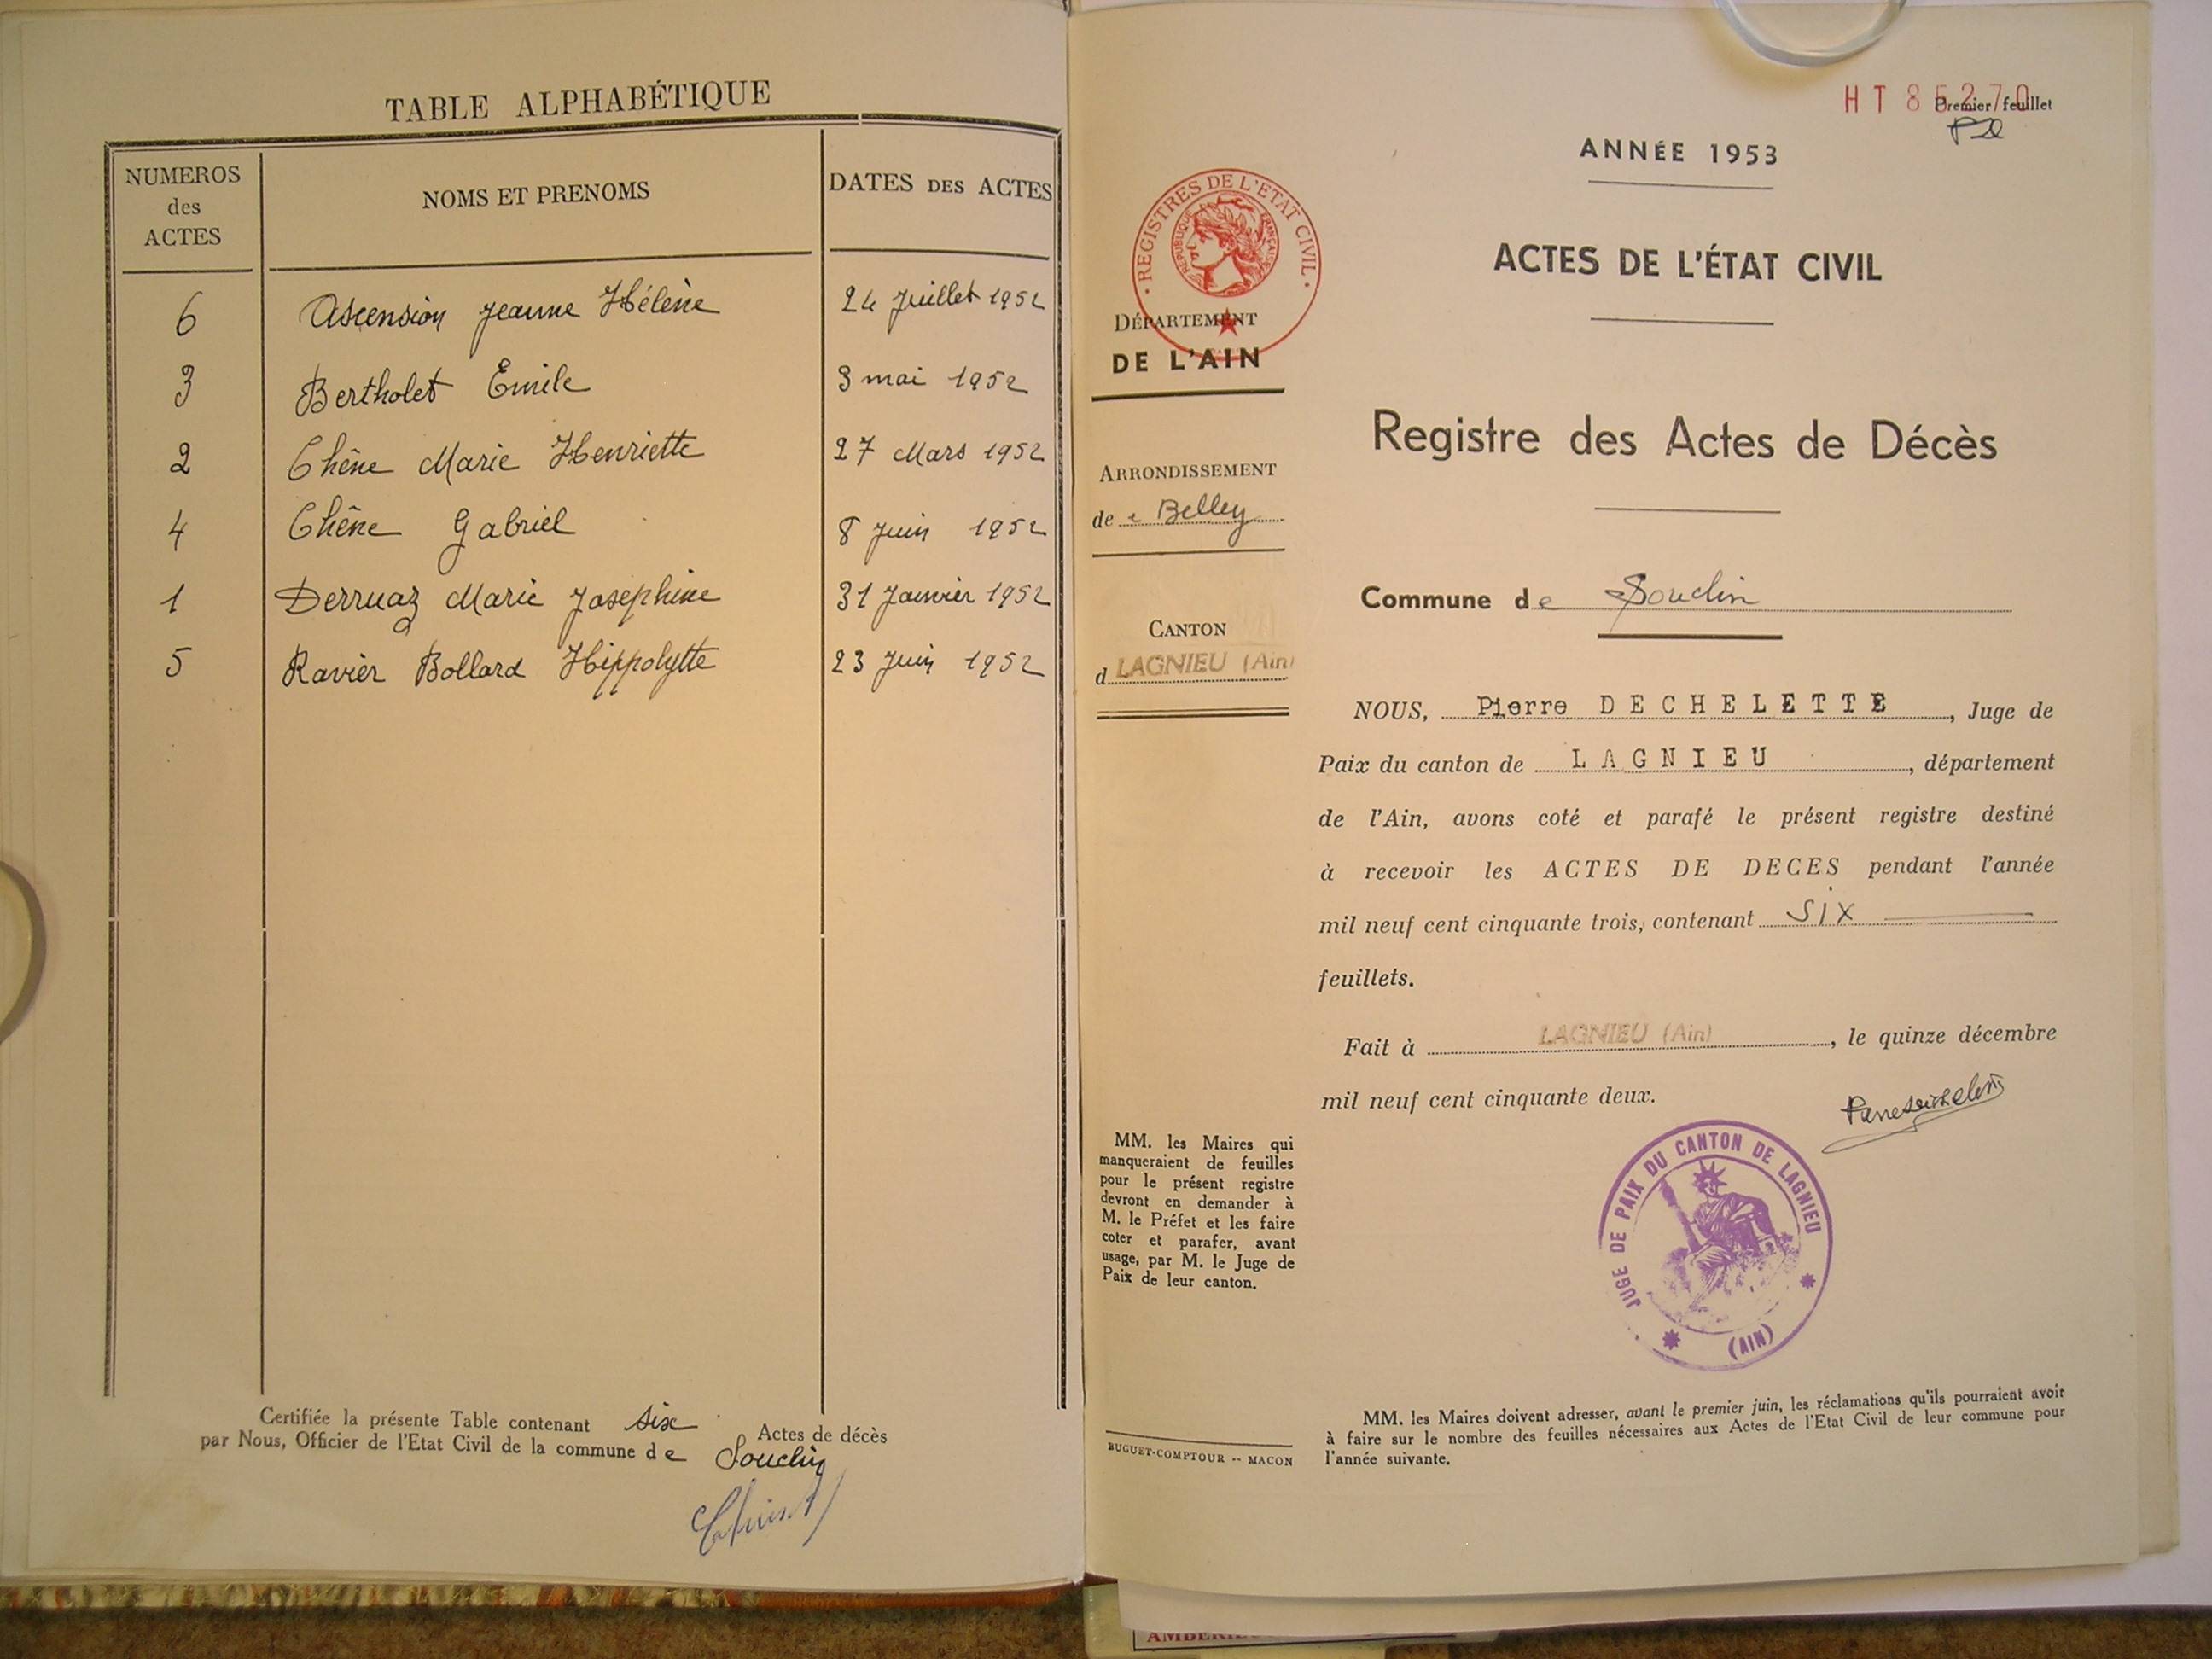 TABLE ALPHABÉTIQUE
NUMEROS des ACTES NOMS ET PRENOMS DATES DES ACTES
6 Ascension Jeanne Hélène 24 Juillet 1952
3 Bertholet Emile 3 mai 1952
2 Chêne Marie Henriette 27 Mars 1952
4 Chêne Gabriel 8 Juin 1952
1 Derruaz Marie Josephine 31 Janvier 1952
5 Ravier Bollard Hippolytte 23 Juin 1952
Certifiée la présente Table contenant six Actes de décès
par Nous, Officier de l'Etat Civil de la commune de Souclin
HT 85270
Premier feuillet
PD
REGISTRES DE L'ETAT CIVIL
REPUBLIQUE FRANÇAISE
DÉPARTEMENT
DE L'AIN
ARRONDISSEMENT
de Belley
CANTON
d LAGNIEU (Ain)
MM. les Maires qui
manqueraient de feuilles
pour le présent registre
devront en demander à
M. le Préfet et les faire
coter et parafer, avant
usage, par M. le Juge de
Paix de leur canton.
BUGUET-COMPTOUR -- MACON
ANNÉE 1953
ACTES DE L'ÉTAT CIVIL
Registre des Actes de Décès
Commune de Souclin
NOUS, Pierre DECHELETTE, Juge de
Paix du canton de LAGNIEU, département
de l'Ain, avons coté et parafé le présent registre destiné
à recevoir les ACTES DE DECES pendant l'année
mil neuf cent cinquante trois, contenant SIX
feuillets.
Fait à LAGNIEU (Ain), le quinze décembre
mil neuf cent cinquante deux.
JUGE DE PAIX DU CANTON DE LAGNIEU
(AIN)
MM. les Maires doivent adresser, avant le premier juin, les réclamations qu'ils pourraient avoir
à faire sur le nombre des feuilles nécessaires aux Actes de l'Etat Civil de leur commune pour
l'année suivante.